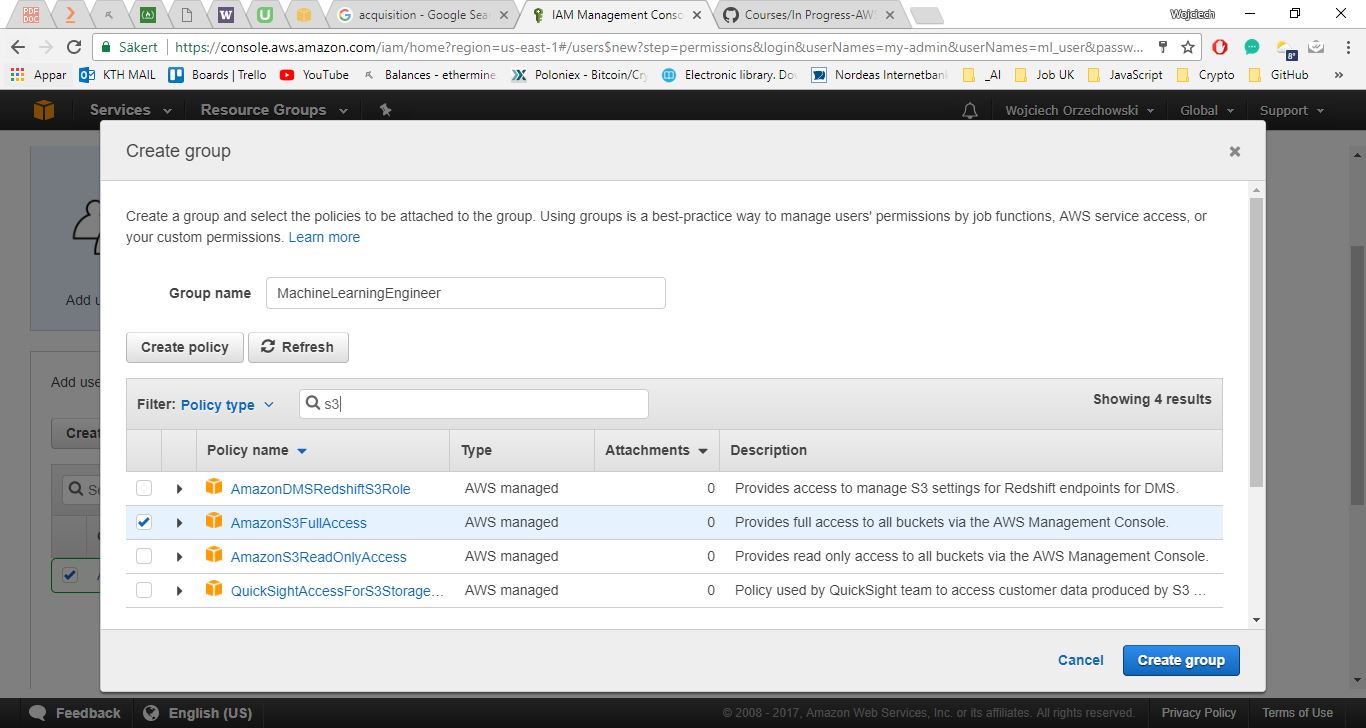 PDF DOC
W
U
acquisition - Google Sea
IAM Management Conso
Courses/In Progress-AW
Wojciech
Säkert
https://console.aws.amazon.com/iam/home?region=us-east-1#/users$new?step=permissions&login&userNames=my-admin&userNames=ml_user&passw...
8°
Appar
KTH MAIL
Boards | Trello
YouTube
Balances - ethermine
Poloniex - Bitcoin/Cry
Electronic library. Do
Nordeas Internetban
_AI
Job UK
JavaScript
Crypto
GitHub
»
Services
Resource Groups
Wojciech Orzechowski
Global
Support
Create group
Create a group and select the policies to be attached to the group. Using groups is a best-practice way to manage users' permissions by job functions, AWS service access, or
your custom permissions. Learn more
Add u
Group name
MachineLearningEngineer
Create policy
Refresh
Add use
Filter: Policy type
s3
Showing 4 results
Creat
Policy name
Type
Attachments
Description
Se
AmazonDMSRedshiftS3Role
AWS managed
0
Provides access to manage S3 settings for Redshift endpoints for DMS.
AmazonS3FullAccess
AWS managed
0
Provides full access to all buckets via the AWS Management Console.
AmazonS3ReadOnlyAccess
AWS managed
0
Provides read only access to all buckets via the AWS Management Console.
QuickSightAccessForS3Storage...
AWS managed
0
Policy used by QuickSight team to access customer data produced by S3 ...
Cancel
Create group
Feedback
English (US)
© 2008 - 2017, Amazon Web Services, Inc. or its affiliates. All rights reserved.
Privacy Policy
Terms of Use